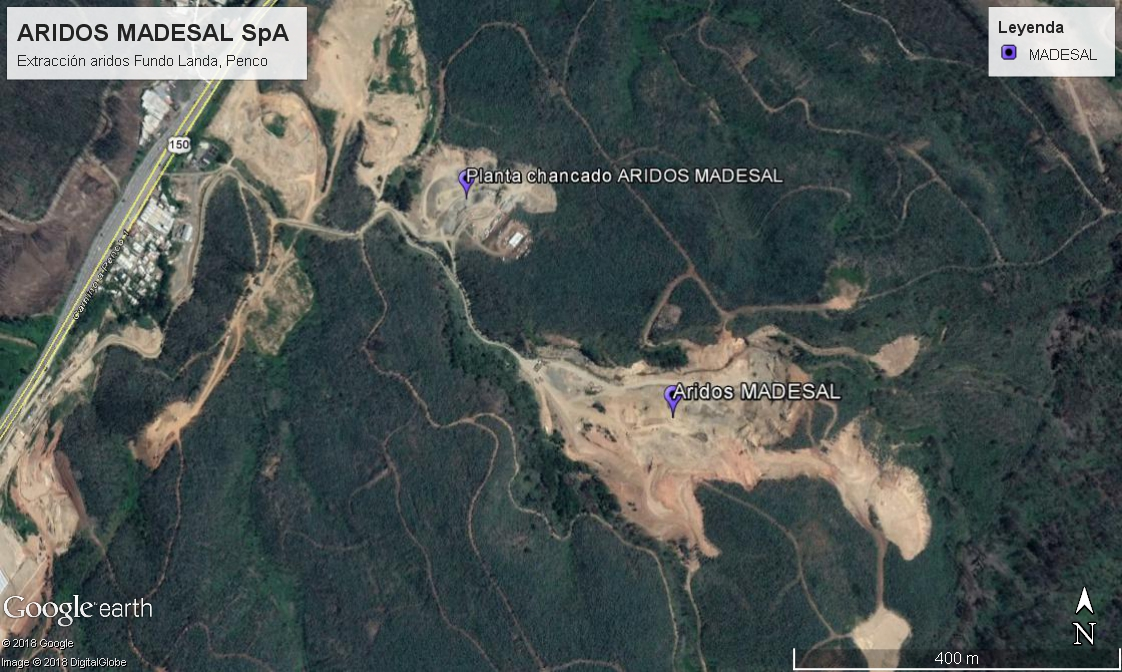 ARIDOS MADESAL SpA
Extracción aridos Fundo Landa, Penco
Leyenda
MADESAL
150
Planta chancado ARIDOS MADESAL
Aridos MADESAL
Google earth
© 2018 Google
Image © 2018 DigitalGlobe
400 m
N